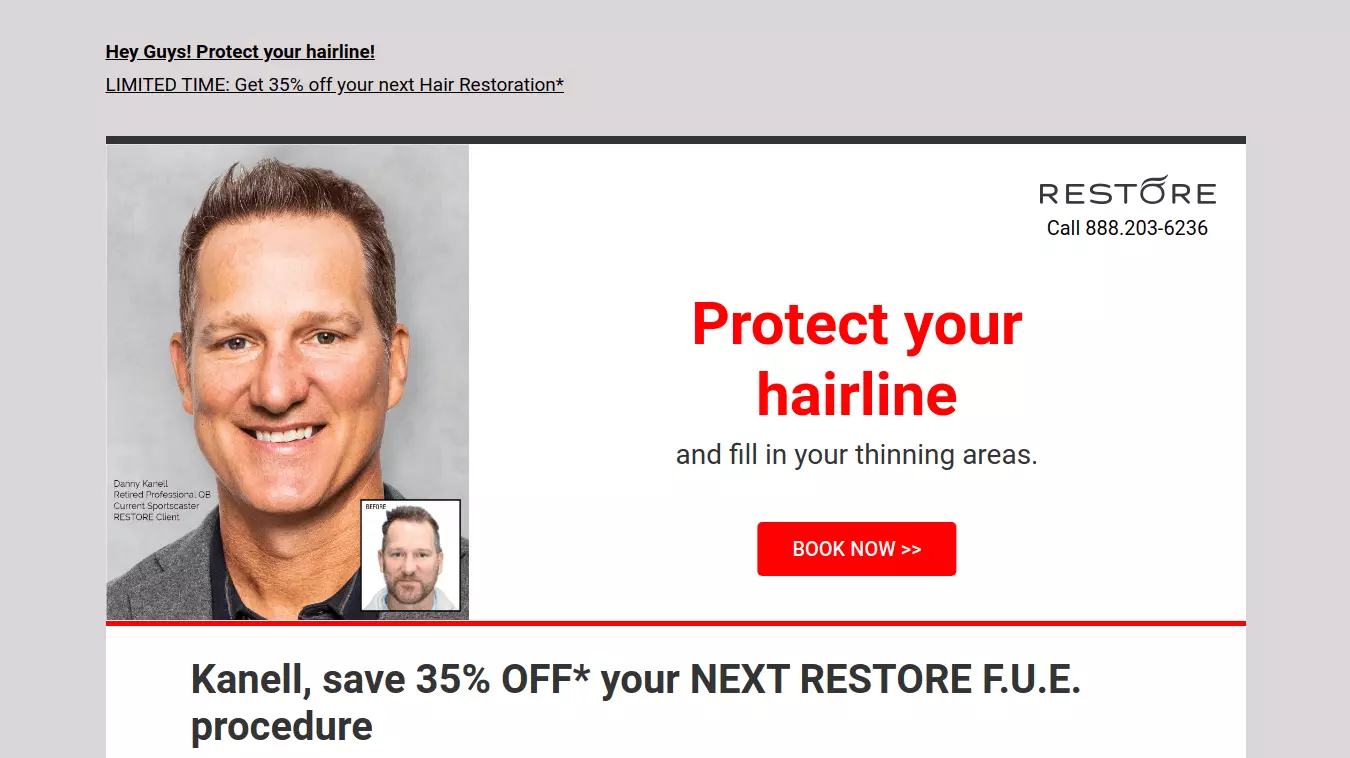 Hey Guys! Protect your hairline!
LIMITED TIME: Get 35% off your next Hair Restoration*
RESTORE
Call 888.203-6236
Protect your
hairline
and fill in your thinning areas.
BOOK NOW >>
Danny Kanell
Retired Professional QB
Current Sportscaster
RESTORE Client
BEFORE
Kanell, save 35% OFF* your NEXT RESTORE F.U.E.
procedure